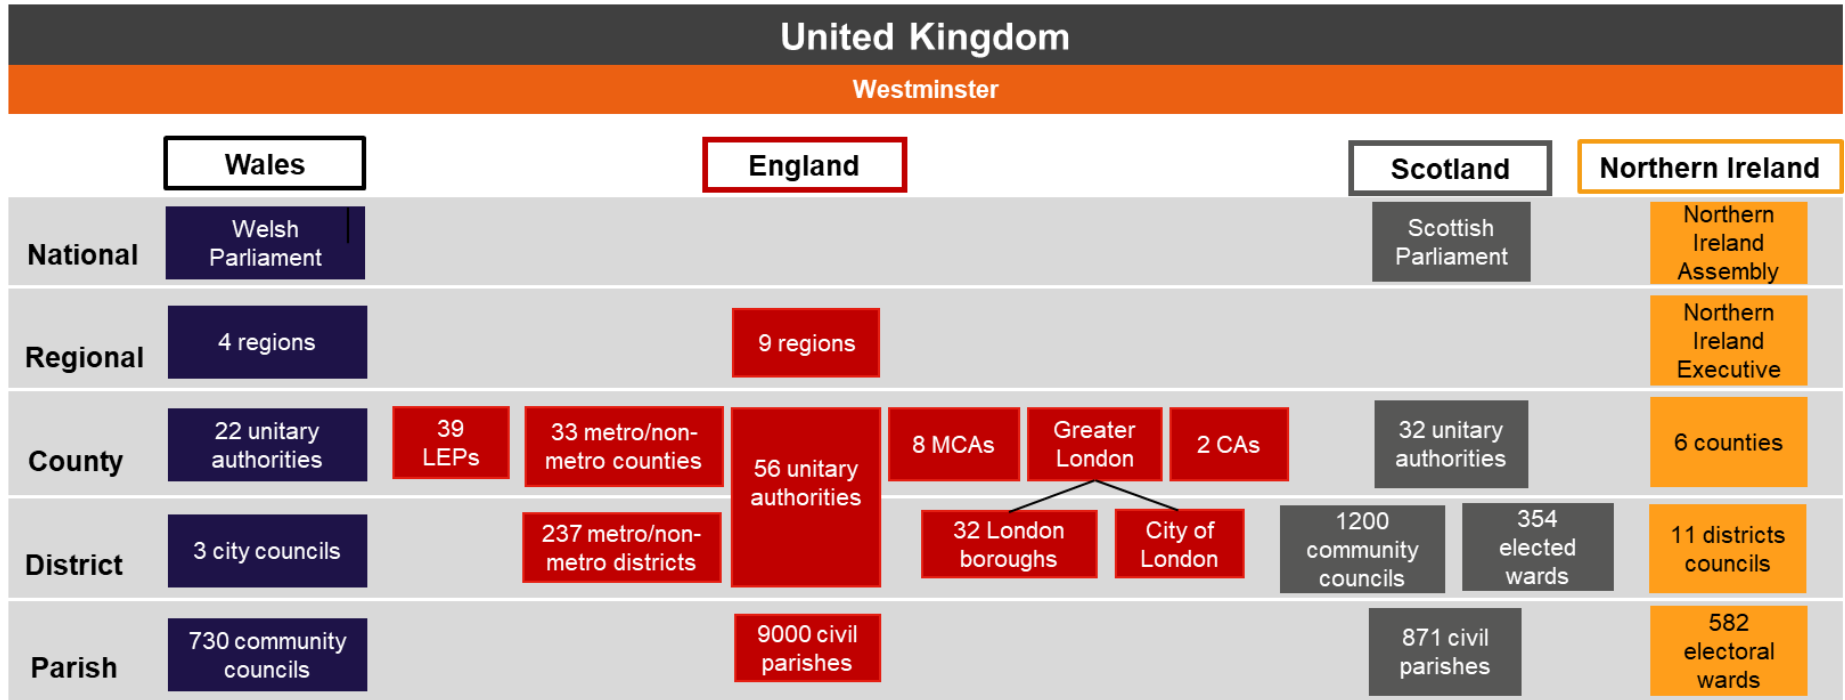 United Kingdom
Westminster
Wales
England
Scotland
Northern Ireland
National
Welsh
Parliament
Scottish
Parliament
Northern
Ireland
Assembly
Regional
4 regions
9 regions
Northern
Ireland
Executive
County
22 unitary
authorities
39
LEPs
33 metro/non-
metro counties
56 unitary
authorities
8 MCAs
Greater
London
2 CAs
32 unitary
authorities
6 counties
District
3 city councils
237 metro/non-
metro districts
32 London
boroughs
City of
London
1200
community
councils
354
elected
wards
11 districts
councils
Parish
730 community
councils
9000 civil
parishes
871 civil
parishes
582
electoral
wards